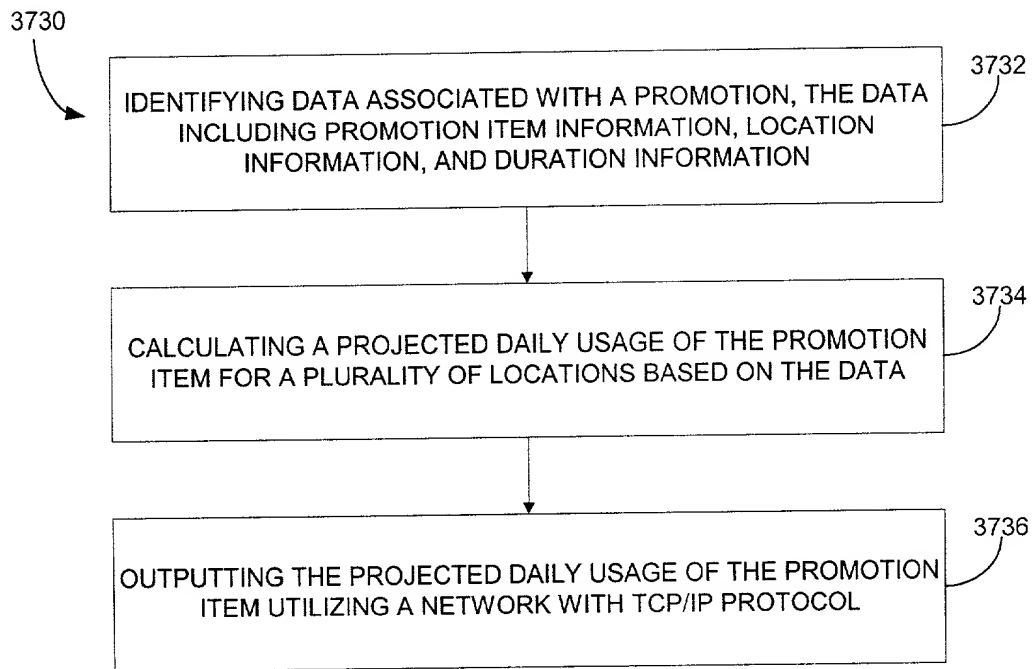 3730
3732
IDENTIFYING DATA ASSOCIATED WITH A PROMOTION, THE DATA
INCLUDING PROMOTION ITEM INFORMATION, LOCATION
INFORMATION, AND DURATION INFORMATION
3734
CALCULATING A PROJECTED DAILY USAGE OF THE PROMOTION
ITEM FOR A PLURALITY OF LOCATIONS BASED ON THE DATA
3736
OUTPUTTING THE PROJECTED DAILY USAGE OF THE PROMOTION
ITEM UTILIZING A NETWORK WITH TCP/IP PROTOCOL